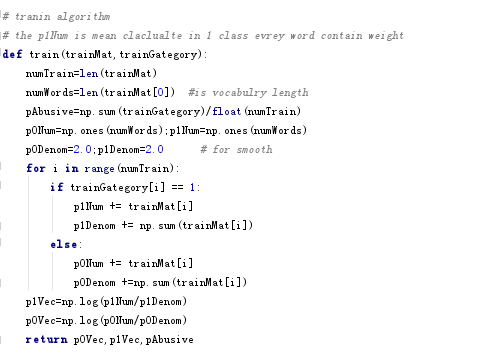 # tranin algorithm
# the p1Num is mean claclualte in 1 class evrey word contain weight
def train(trainMat,trainGategory):
    numTrain=len(trainMat)
    numWords=len(trainMat[0])  #is vocabulry length
    pAbusive=np.sum(trainGategory)/float(numTrain)
    p0Num=np.ones(numWords);p1Num=np.ones(numWords)
    p0Denom=2.0;p1Denom=2.0      # for smooth
    for i in range(numTrain):
        if trainGategory[i] == 1:
            p1Num += trainMat[i]
            p1Denom += np.sum(trainMat[i])
        else:
            p0Num += trainMat[i]
            p0Denom +=np.sum(trainMat[i])
    p1Vec=np.log(p1Num/p1Denom)
    p0Vec=np.log(p0Num/p0Denom)
    return p0Vec,p1Vec,pAbusive